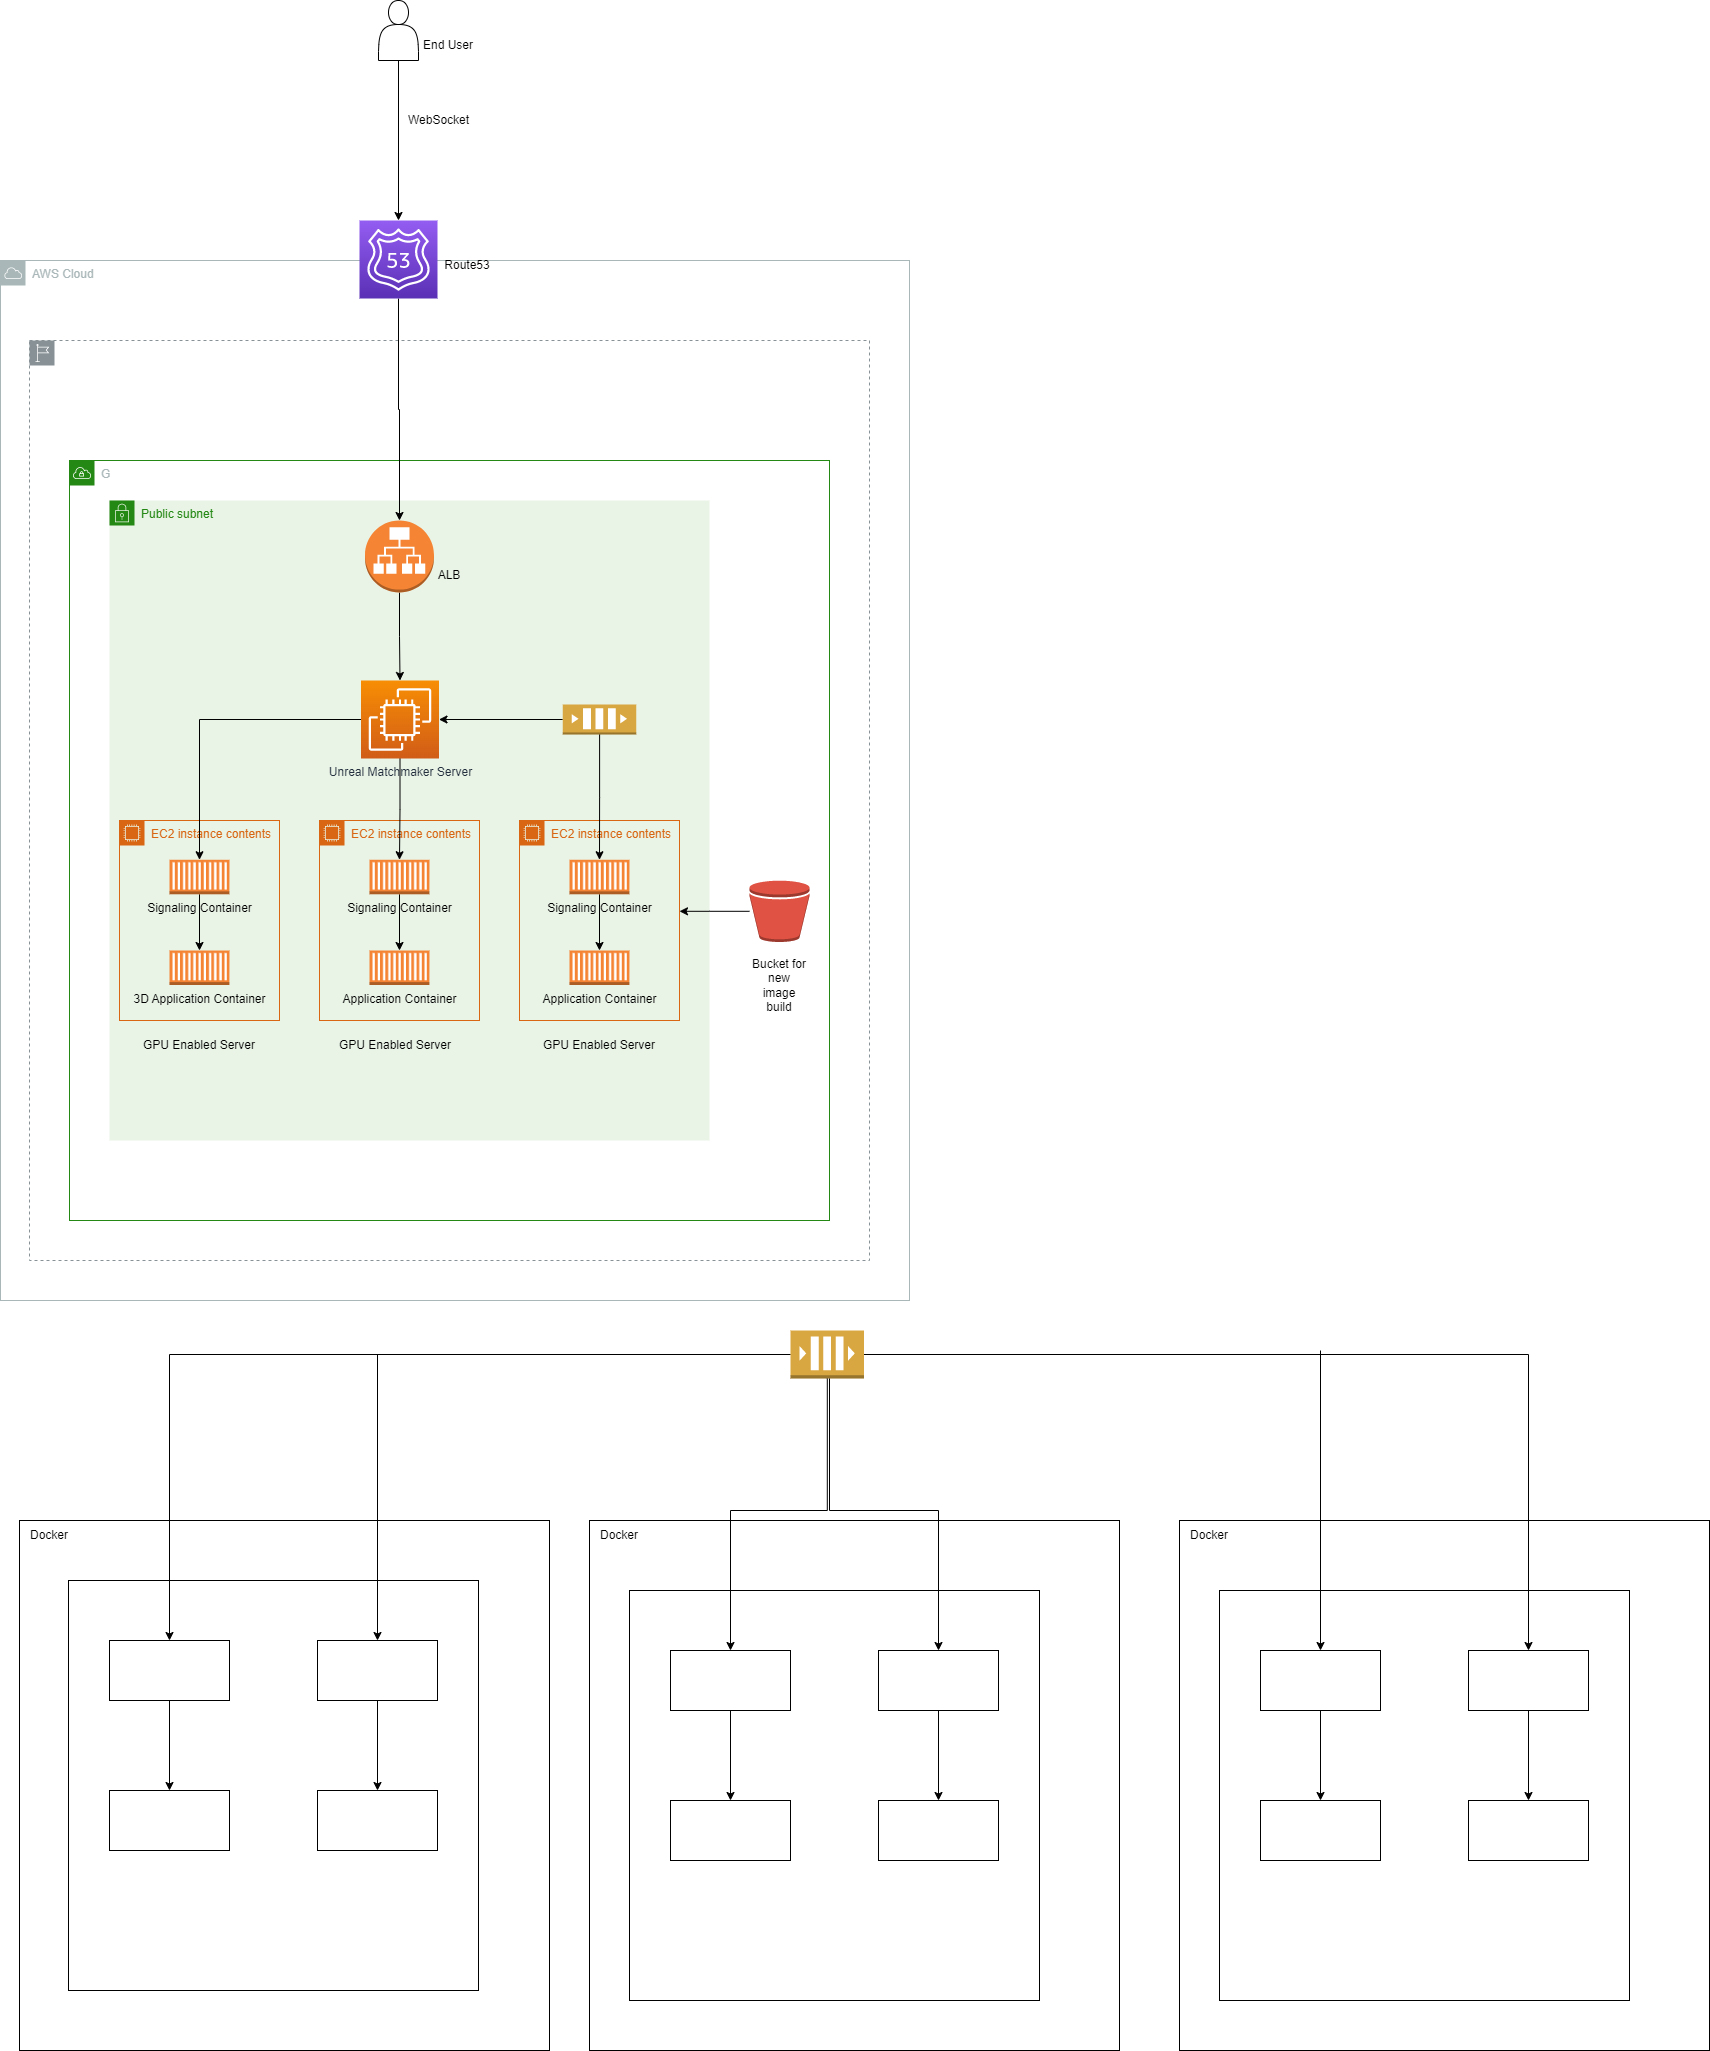 End User
WebSocket
53
Route53
AWS Cloud
G
Public subnet
ALB
Unreal Matchmaker Server
EC2 instance contents
EC2 instance contents
EC2 instance contents
Signaling Container
Signaling Container
Signaling Container
Bucket for
new
image
build
3D Application Container
Application Container
Application Container
GPU Enabled Server
GPU Enabled Server
GPU Enabled Server
Docker
Docker
Docker